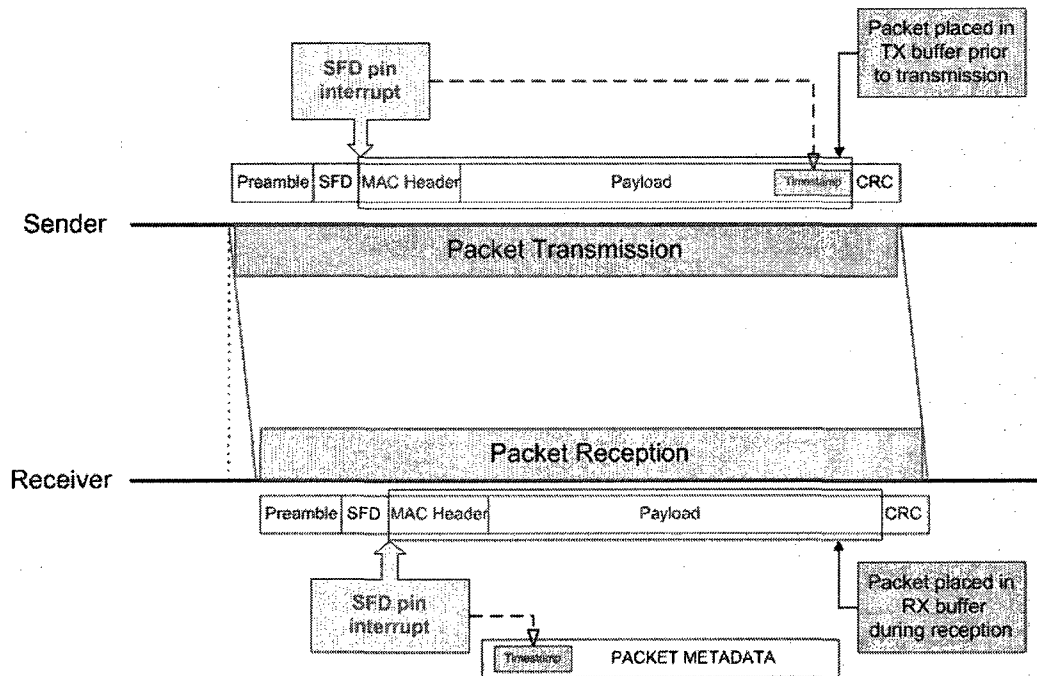 Packet placed in
TX buffer prior
to transmission
SFD pin
interrupt
Preamble SFD MAC Header Payload Timestamp CRC
Sender
Packet Transmission
Packet Reception
Receiver
Preamble SFD MAC Header Payload CRC
SFD pin
interrupt
Packet placed in
RX buffer
during reception
Timestamp PACKET METADATA